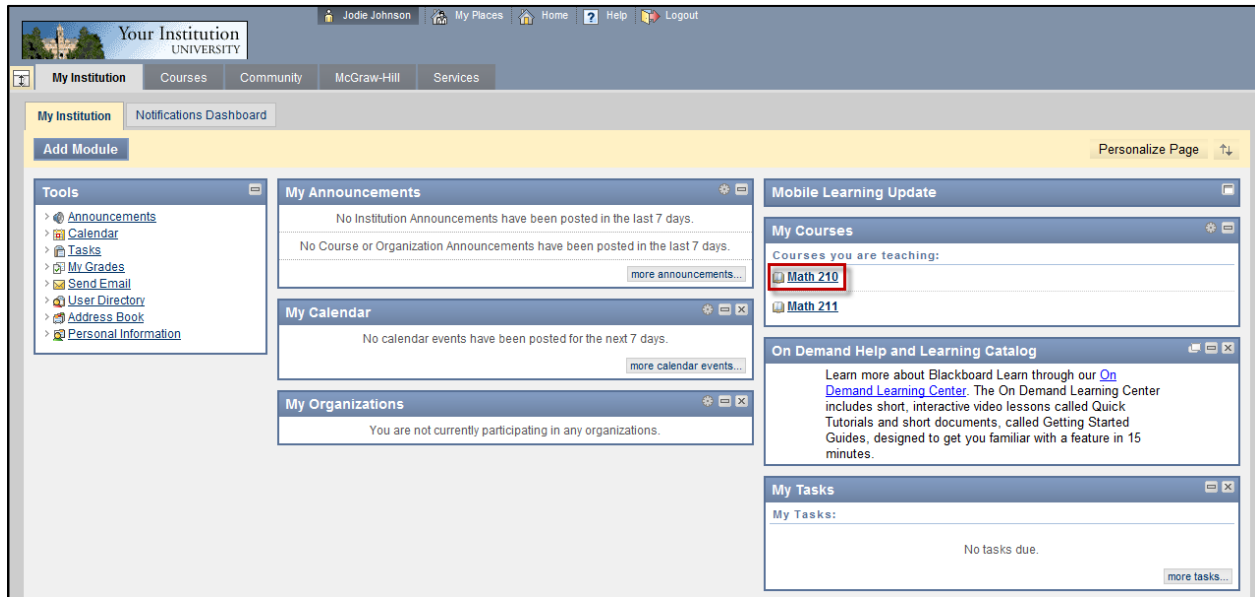 Jodie Johnson My Places Home ? Help Logout
Your Institution
UNIVERSITY
My Institution Courses Community McGraw-Hill Services
My Institution Notifications Dashboard
Add Module Personalize Page
Tools
Announcements
Calendar
Tasks
My Grades
Send Email
User Directory
Address Book
Personal Information
My Announcements
No Institution Announcements have been posted in the last 7 days.
No Course or Organization Announcements have been posted in the last 7 days.
more announcements...
My Calendar
No calendar events have been posted for the next 7 days.
more calendar events...
My Organizations
You are not currently participating in any organizations.
Mobile Learning Update
My Courses
Courses you are teaching:
Math 210
Math 211
On Demand Help and Learning Catalog
Learn more about Blackboard Learn through our On
Demand Learning Center. The On Demand Learning Center
includes short, interactive video lessons called Quick
Tutorials and short documents, called Getting Started
Guides, designed to get you familiar with a feature in 15
minutes.
My Tasks
My Tasks:
No tasks due.
more tasks...